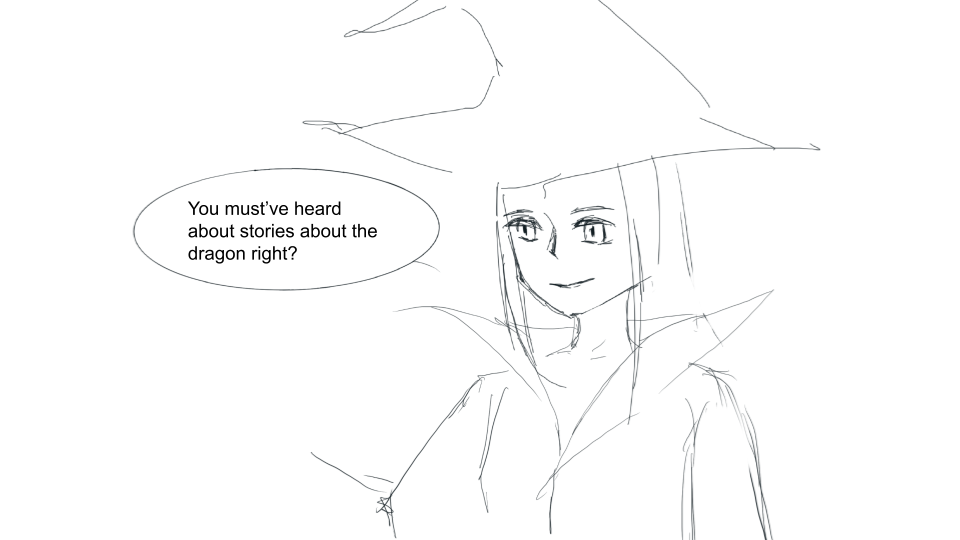 You must’ve heard
about stories about the
dragon right?